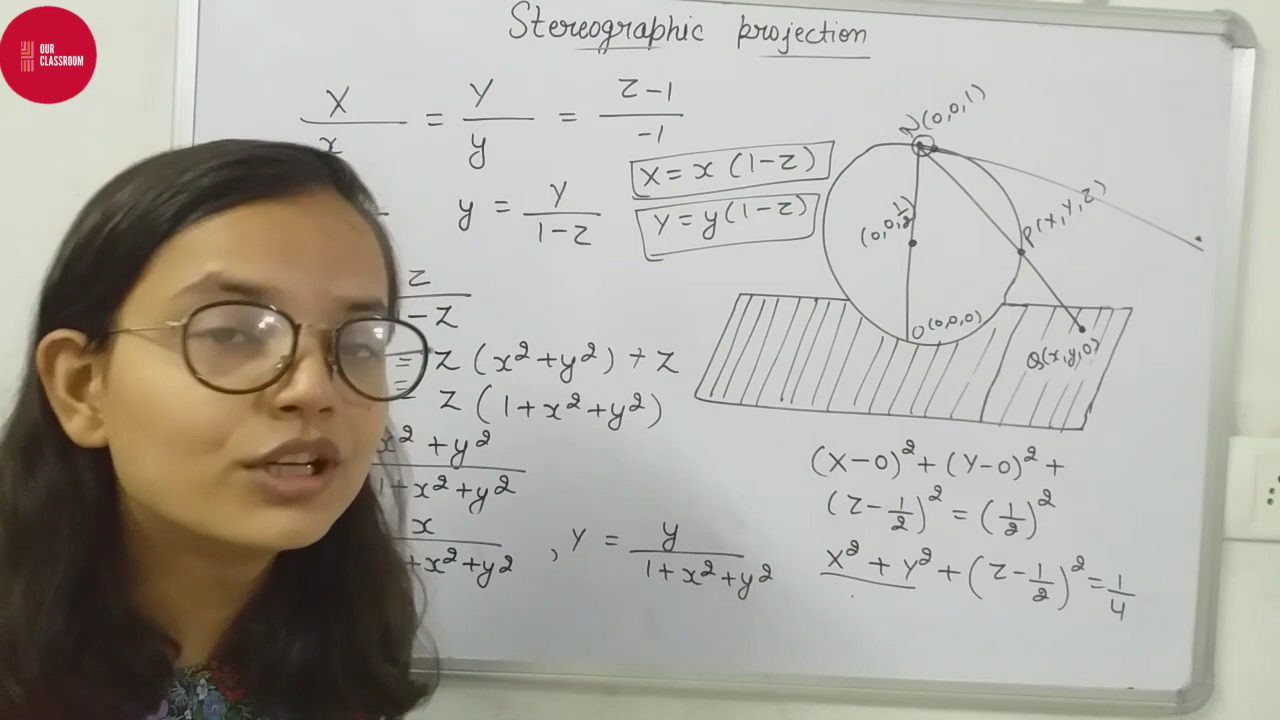 OUR
CLASSROOM
Stereographic projection
X/x = Y/y = Z-1/-1
y = Y/1-Z
X = x (1-Z)
Y = y(1-Z)
Z/-Z
= Z (x²+y²) + Z
= Z (1+x²+y²)
x²+y²/1+x²+y²
x/+x²+y² , Y = y/1+x²+y²
N(0,0,1)
(0,0,1/2)
P(X,Y,Z)
O(0,0,0)
Q(x,y,0)
(X-0)² + (Y-0)² +
(Z-1/2)² = (1/2)²
X² + Y² + (Z-1/2)² = 1/4